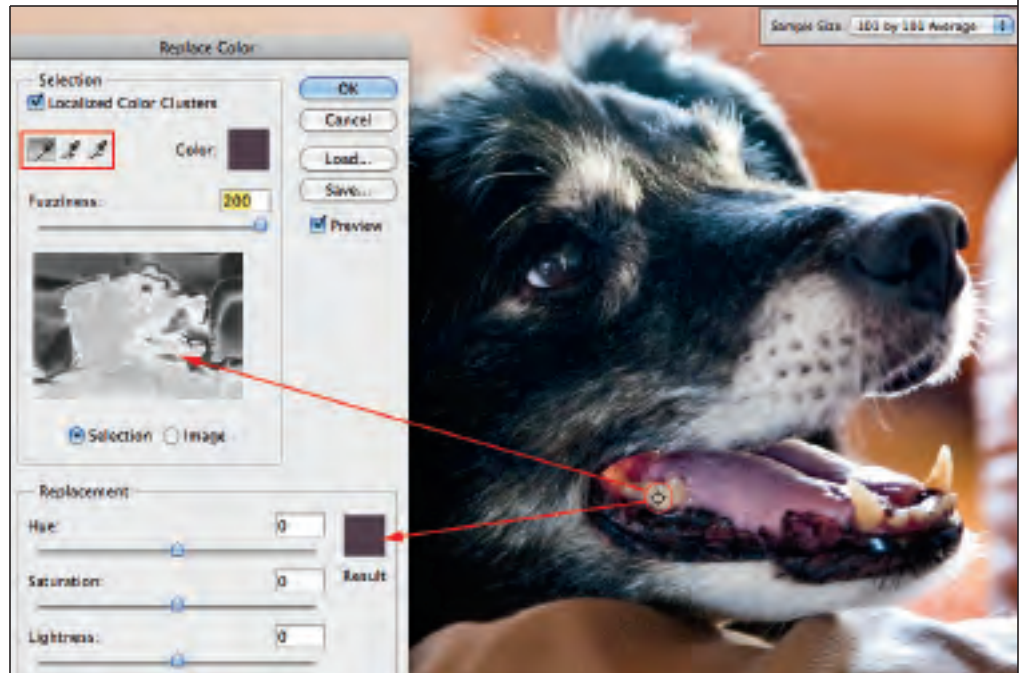 Sample Size: 101 by 101 Average
Replace Color
Selection
Localized Color Clusters
Color:
Fuzziness:
200
OK
Cancel
Load...
Save...
Preview
Selection
Image
Replacement
Hue:
0
Saturation:
0
Lightness:
0
Result